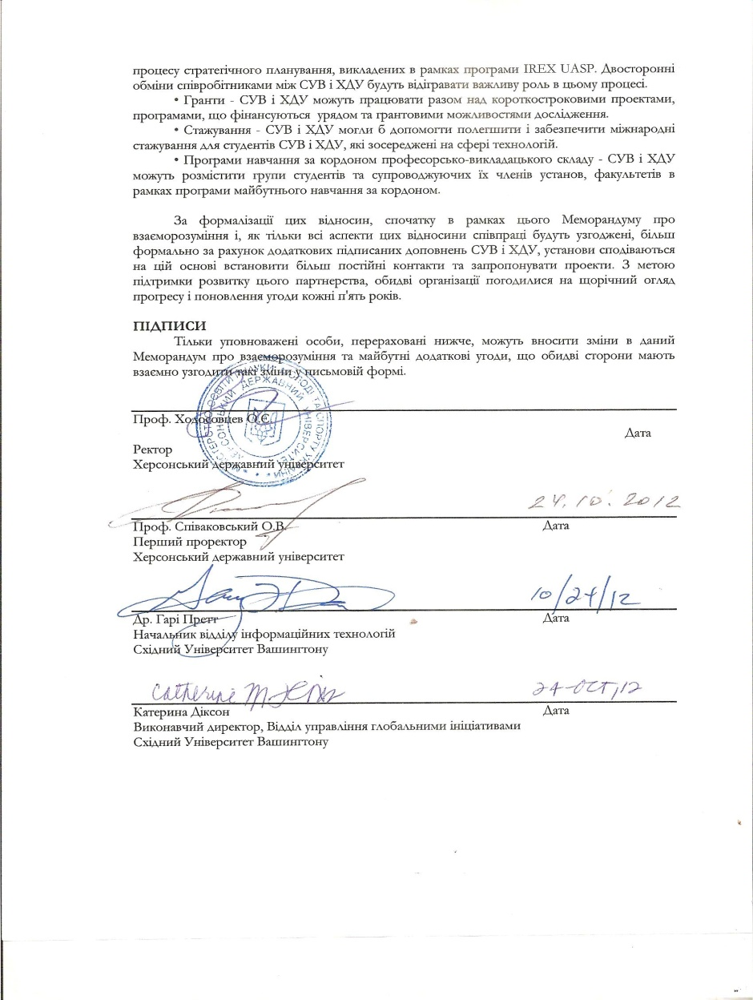 процесу стратегічного планування, викладених в рамках програми IREX UASP. Двосторонні
обміни співробітниками між СУВ і ХДУ будуть відігравати важливу роль в цьому процесі.
• Гранти - СУВ і ХДУ можуть працювати разом над короткостроковими проектами,
програмами, що фінансуються урядом та грантовими можливостями дослідження.
• Стажування - СУВ і ХДУ могли б допомогти полегшити і забезпечити міжнародні
стажування для студентів СУВ і ХДУ, які зосереджені на сфері технологій.
• Програми навчання за кордоном професорсько-викладацького складу - СУВ і ХДУ
можуть розмістити групи студентів та супроводжуючих їх членів установ, факультетів в
рамках програми майбутнього навчання за кордоном.
За формалізації цих відносин, спочатку в рамках цього Меморандуму про
взаєморозуміння і, як тільки всі аспекти цих відносини співпраці будуть узгоджені, більш
формально за рахунок додаткових підписаних доповнень СУВ і ХДУ, установи сподіваються
на цій основі встановити більш постійні контакти та запропонувати проекти. З метою
підтримки розвитку цього партнерства, обидві організації погодилися на щорічний огляд
прогресу і поновлення угоди кожні п'ять років.
ПІДПИСИ
Тільки уповноважені особи, перераховані нижче, можуть вносити зміни в даний
Меморандум про взаєморозуміння та майбутні додаткові угоди, що обидві сторони мають
взаємно узгодити такі зміни у письмовій формі.
ХЕРСОНСЬКИЙ ДЕРЖАВНИЙ УНІВЕРСИТЕТ
Проф. Ходосовцев О.Є.
Дата
Ректор
Херсонський державний університет
24.10.2012
Проф. Співаковський О.В. Дата
Перший проректор
Херсонський державний університет
10/24/12
Др. Гарі Претт Дата
Начальник відділу інформаційних технологій
Східний Університет Вашингтону
Catherine M 24-OCT,12
Катерина Діксон Дата
Виконавчий директор, Відділ управління глобальними ініціативами
Східний Університет Вашингтону